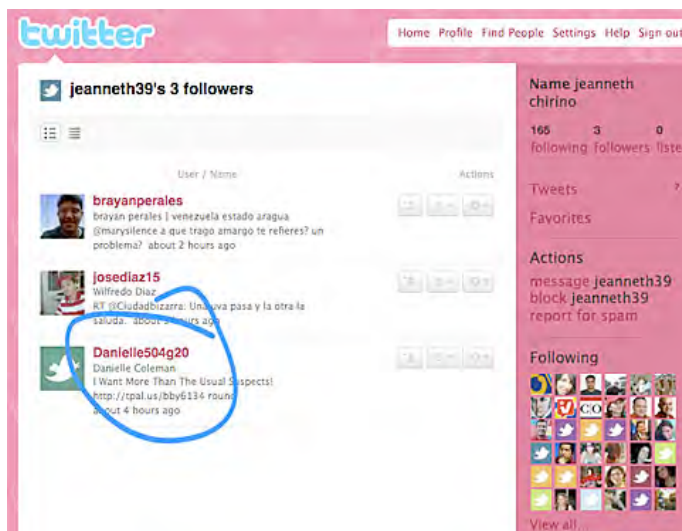 twitter
Home Profile Find People Settings Help Sign out
jeanneth39's 3 followers
User / Name
Actions
brayanperales
brayan perales | venezuela estado aragua
@marysilence a que trago amargo te refieres? un
problema? about 2 hours ago
josediaz15
Wilfredo Diaz
RT @Ciudadbizarra: Una uva pasa y la otra la
saluda. about 3 hours ago
Danielle504g20
Danielle Coleman
I Want More Than The Usual Suspects!
http://tpal.us/bby6134 round
about 4 hours ago
Name jeanneth
chirino
165 3 0
following followers liste
Tweets
Favorites
Actions
message jeanneth39
block jeanneth39
report for spam
Following
CO
View all...